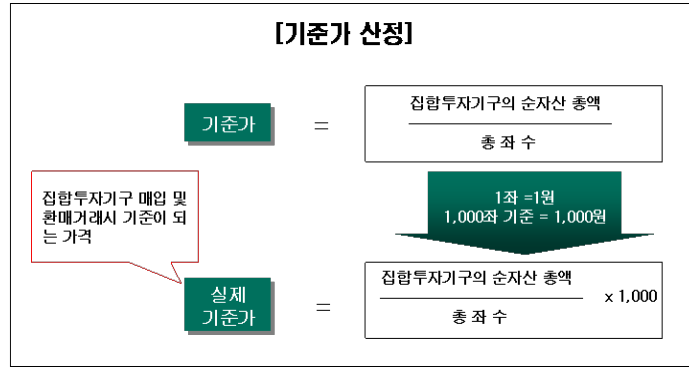 [기준가 산정]
기준가
=
집합투자기구의 순자산 총액
총 좌 수
집합투자기구 매입 및
환매거래시 기준이 되
는 가격
1좌 =1원
1,000좌 기준 = 1,000원
실제
기준가
=
집합투자기구의 순자산 총액
총 좌 수
x 1,000